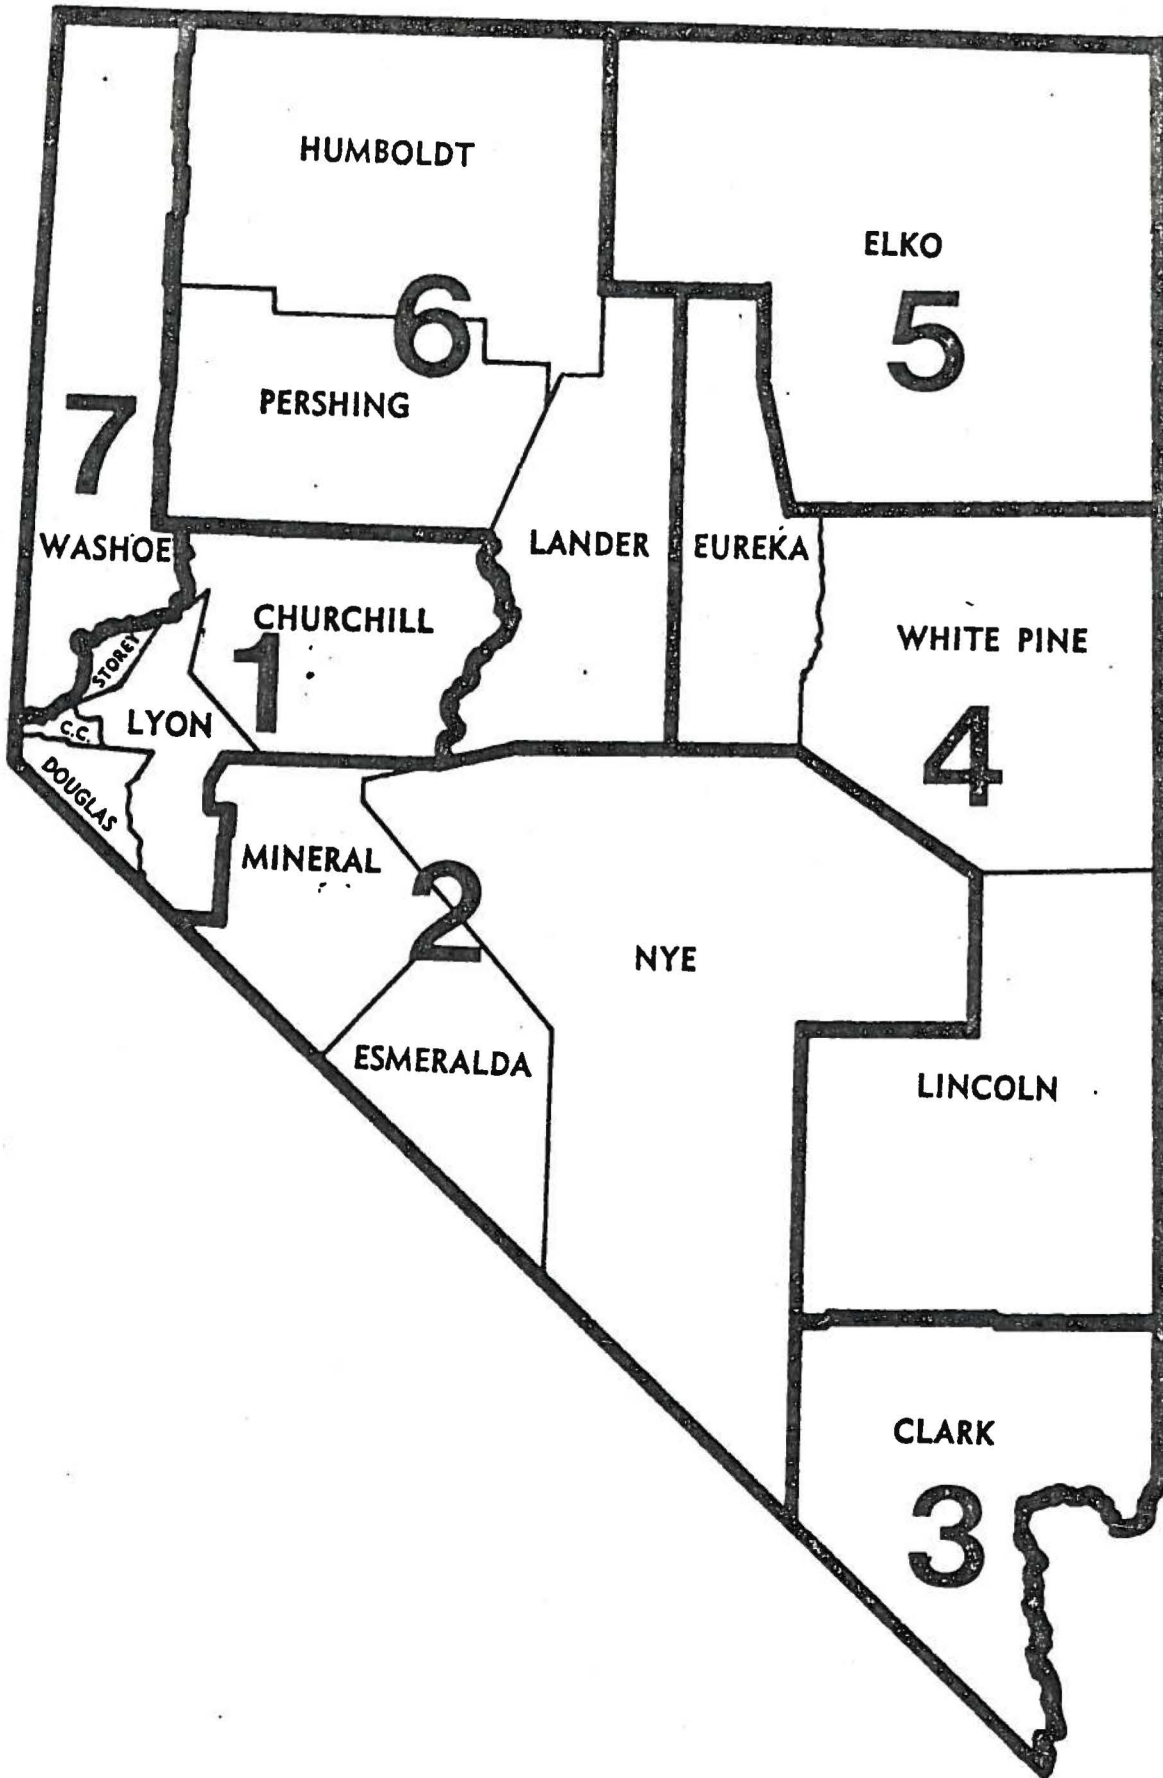 HUMBOLDT
ELKO
6
5
PERSHING
7
WASHOE
LANDER
EUREKA
CHURCHILL
WHITE PINE
STOREY
1
LYON
C.C.
4
DOUGLAS
MINERAL
2
NYE
ESMERALDA
LINCOLN
CLARK
3